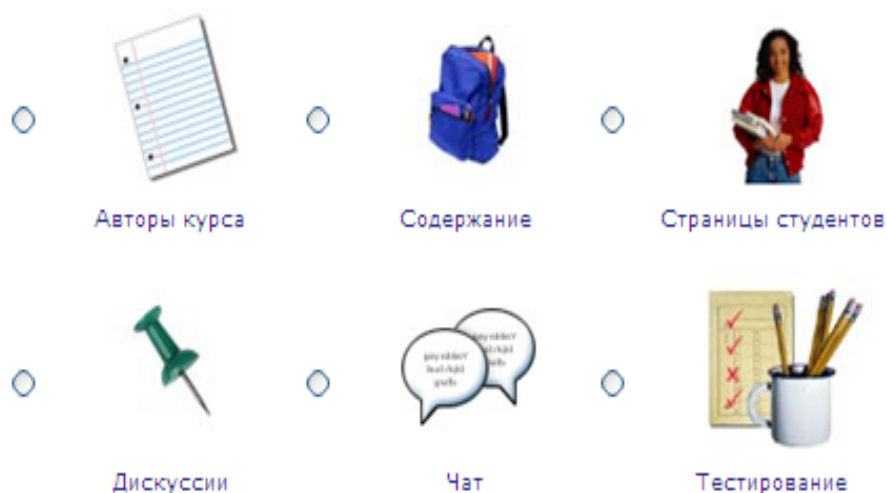 Авторы курса
Содержание
Страницы студентов
Дискуссии
Чат
Тестирование